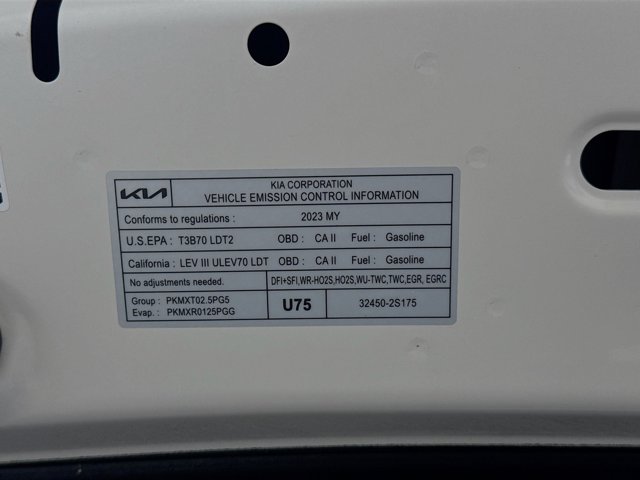 KIA
KIA CORPORATION
VEHICLE EMISSION CONTROL INFORMATION
Conforms to regulations : 2023 MY
U.S.EPA : T3B70 LDT2 OBD : CA II Fuel : Gasoline
California : LEV III ULEV70 LDT OBD : CA II Fuel : Gasoline
No adjustments needed. DFI+SFI,WR-HO2S,HO2S,WU-TWC,TWC,EGR, EGRC
Group : PKMXT02.5PG5
Evap. : PKMXR0125PGG
U75
32450-2S175